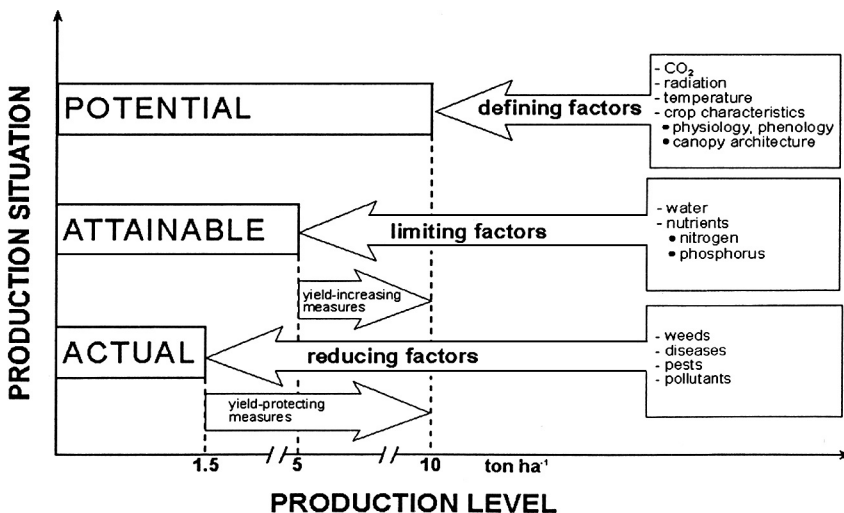 PRODUCTION SITUATION
POTENTIAL
defining factors
- CO₂
- radiation
- temperature
- crop characteristics
• physiology, phenology
• canopy architecture
ATTAINABLE
limiting factors
- water
- nutrients
• nitrogen
• phosphorus
yield-increasing
measures
ACTUAL
reducing factors
- weeds
- diseases
- pests
- pollutants
yield-protecting
measures
1.5 5 10 ton ha⁻¹
PRODUCTION LEVEL